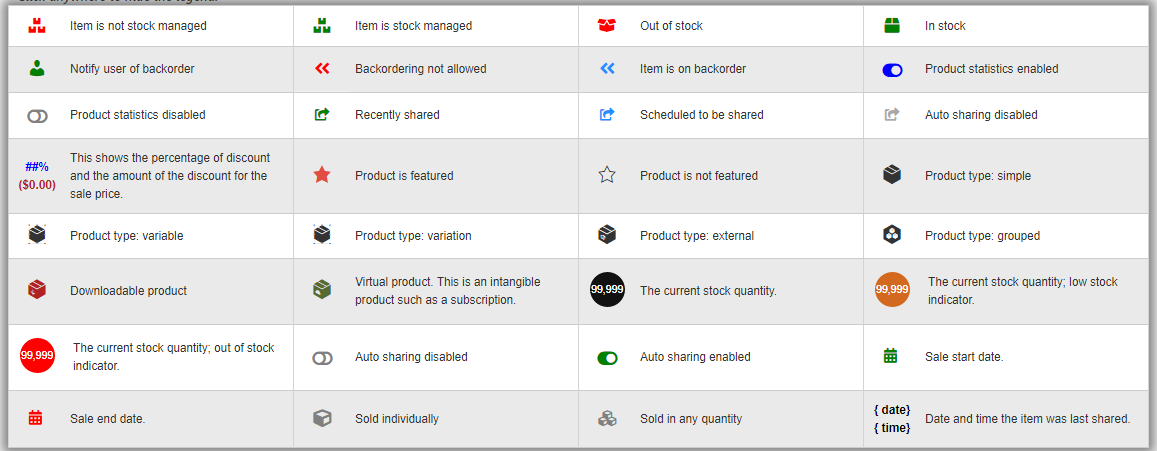 Click anywhere to hide the legend.
Item is not stock managed
Item is stock managed
Out of stock
In stock
Notify user of backorder
Backordering not allowed
Item is on backorder
Product statistics enabled
Product statistics disabled
Recently shared
Scheduled to be shared
Auto sharing disabled
##%
($0.00)
This shows the percentage of discount
and the amount of the discount for the
sale price.
Product is featured
Product is not featured
Product type: simple
Product type: variable
Product type: variation
Product type: external
Product type: grouped
Downloadable product
Virtual product. This is an intangible
product such as a subscription.
99,999
The current stock quantity.
99,999
The current stock quantity; low stock
indicator.
99,999
The current stock quantity; out of stock
indicator.
Auto sharing disabled
Auto sharing enabled
Sale start date.
Sale end date.
Sold individually
Sold in any quantity
{ date}
{ time}
Date and time the item was last shared.